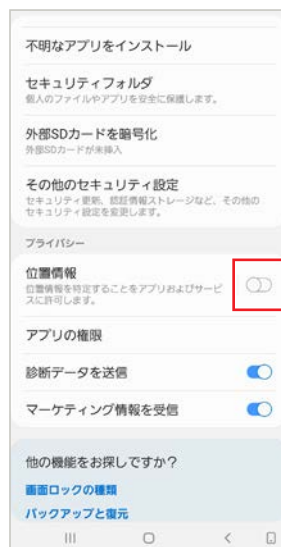 不明なアプリをインストール
セキュリティフォルダ
個人のファイルやアプリを安全に保護します。
外部SDカードを暗号化
外部SDカードが未挿入
その他のセキュリティ設定
セキュリティ更新、認証情報ストレージなど、その他の
セキュリティ設定を変更します。
プライバシー
位置情報
位置情報を特定することをアプリおよびサービ
スに許可します。
アプリの権限
診断データを送信
マーケティング情報を受信
他の機能をお探しですか？
画面ロックの種類
バックアップと復元